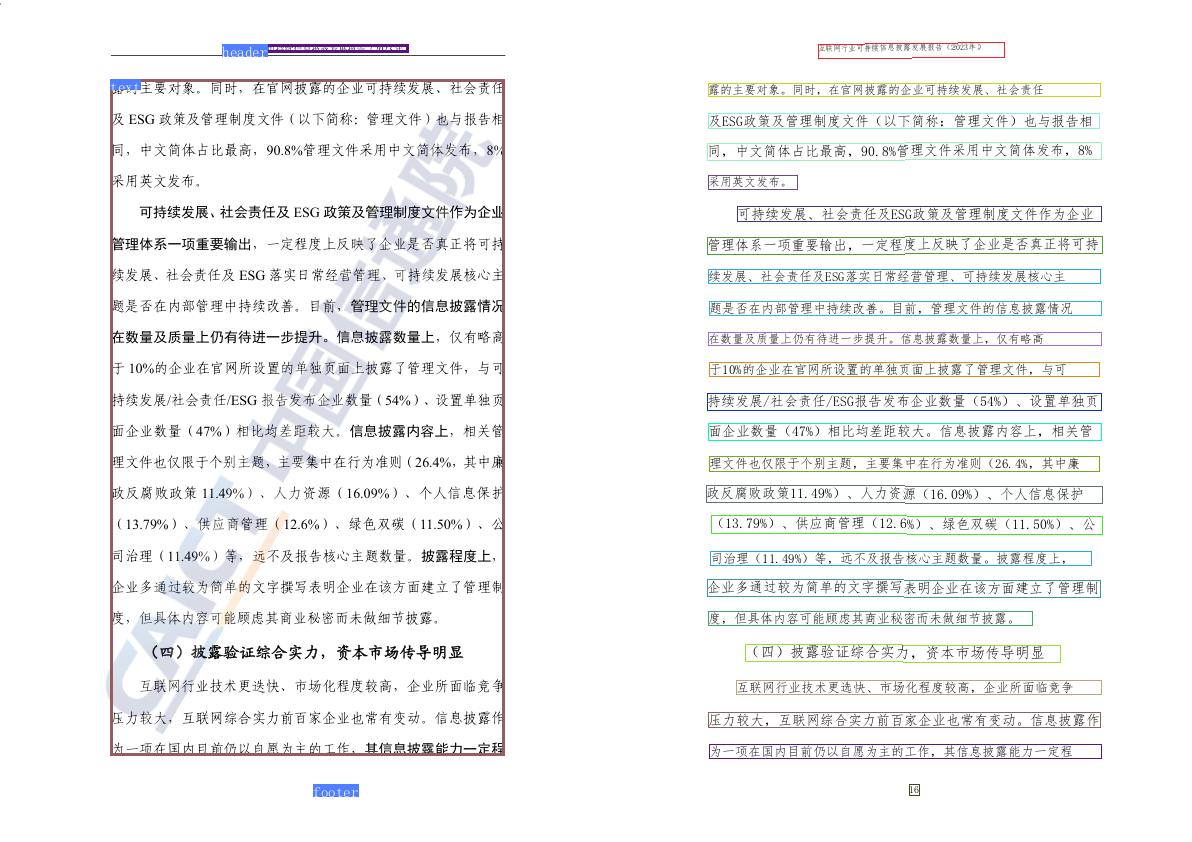 header
text
露的主要对象。同时，在官网披露的企业可持续发展、社会责任
及 ESG 政策及管理制度文件（以下简称：管理文件）也与报告相
同，中文简体占比最高，90.8%管理文件采用中文简体发布，8%
采用英文发布。
可持续发展、社会责任及 ESG 政策及管理制度文件作为企业
管理体系一项重要输出，一定程度上反映了企业是否真正将可持
续发展、社会责任及 ESG 落实日常经营管理、可持续发展核心主
题是否在内部管理中持续改善。目前，管理文件的信息披露情况
在数量及质量上仍有待进一步提升。信息披露数量上，仅有略高
于 10%的企业在官网所设置的单独页面上披露了管理文件，与可
持续发展/社会责任/ESG 报告发布企业数量（54%）、设置单独页
面企业数量（47%）相比均差距较大。信息披露内容上，相关管
理文件也仅限于个别主题，主要集中在行为准则（26.4%，其中廉
政反腐败政策 11.49%）、人力资源（16.09%）、个人信息保护
（13.79%）、供应商管理（12.6%）、绿色双碳（11.50%）、公
司治理（11.49%）等，远不及报告核心主题数量。披露程度上，
企业多通过较为简单的文字撰写表明企业在该方面建立了管理制
度，但具体内容可能顾虑其商业秘密而未做细节披露。
（四）披露验证综合实力，资本市场传导明显
互联网行业技术更迭快、市场化程度较高，企业所面临竞争
压力较大，互联网综合实力前百家企业也常有变动。信息披露作
为一项在国内目前仍以自愿为主的工作，其信息披露能力一定程
footer
CAICT 中国信通院
互联网行业可持续信息披露发展报告（2023年）
露的主要对象。同时，在官网披露的企业可持续发展、社会责任
及ESG政策及管理制度文件（以下简称：管理文件）也与报告相
同，中文简体占比最高，90.8%管理文件采用中文简体发布，8%
采用英文发布。
可持续发展、社会责任及ESG政策及管理制度文件作为企业
管理体系一项重要输出，一定程度上反映了企业是否真正将可持
续发展、社会责任及ESG落实日常经营管理、可持续发展核心主
题是否在内部管理中持续改善。目前，管理文件的信息披露情况
在数量及质量上仍有待进一步提升。信息披露数量上，仅有略高
于10%的企业在官网所设置的单独页面上披露了管理文件，与可
持续发展/社会责任/ESG报告发布企业数量（54%）、设置单独页
面企业数量（47%）相比均差距较大。信息披露内容上，相关管
理文件也仅限于个别主题，主要集中在行为准则（26.4%，其中廉
政反腐败政策11.49%）、人力资源（16.09%）、个人信息保护
（13.79%）、供应商管理（12.6%）、绿色双碳（11.50%）、公
司治理（11.49%）等，远不及报告核心主题数量。披露程度上，
企业多通过较为简单的文字撰写表明企业在该方面建立了管理制
度，但具体内容可能顾虑其商业秘密而未做细节披露。
（四）披露验证综合实力，资本市场传导明显
互联网行业技术更迭快、市场化程度较高，企业所面临竞争
压力较大，互联网综合实力前百家企业也常有变动。信息披露作
为一项在国内目前仍以自愿为主的工作，其信息披露能力一定程
16